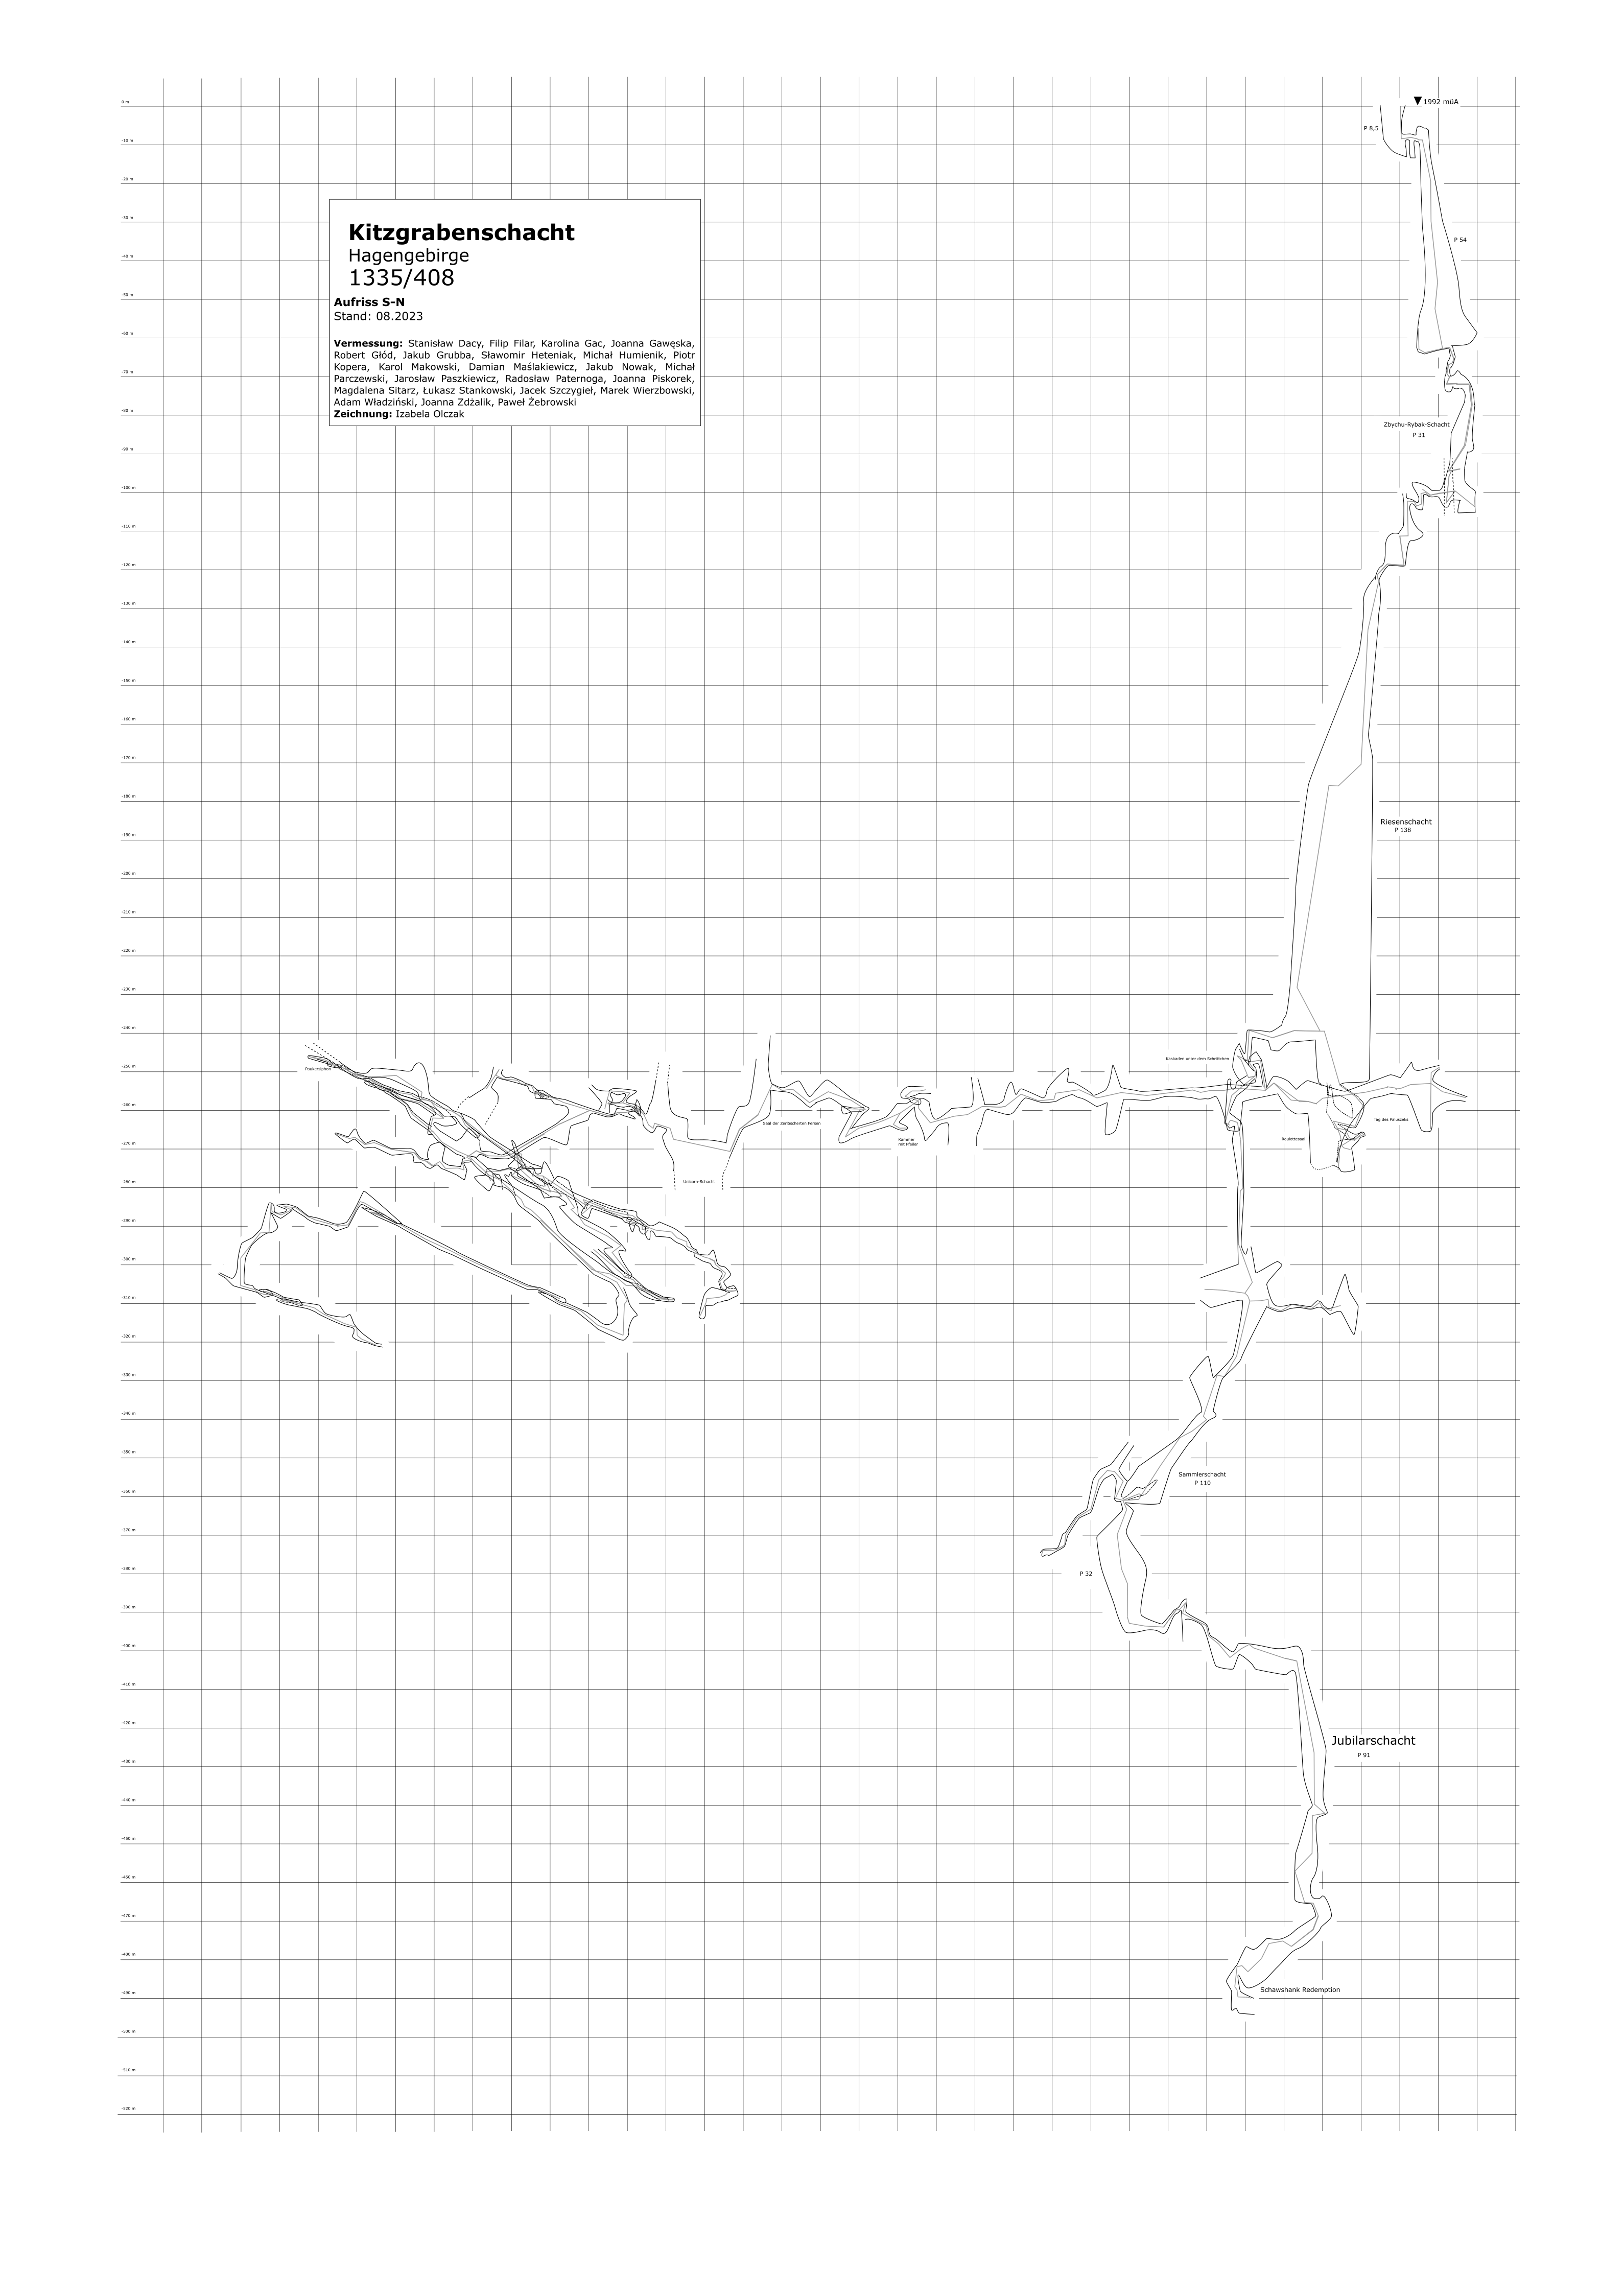 0 m
1992 müA
P 8,5
-10 m
-20 m
Kitzgrabenschacht
Hagengebirge
1335/408
Aufriss S-N
Stand: 08.2023
Vermessung: Stanisław Dacy, Filip Filar, Karolina Gac, Joanna Gawęska,
Robert Głód, Jakub Grubba, Sławomir Heteniak, Michał Humienik, Piotr
Kopera, Karol Makowski, Damian Maślakiewicz, Jakub Nowak, Michał
Parczewski, Jarosław Paszkiewicz, Radosław Paternoga, Joanna Piskorek,
Magdalena Sitarz, Łukasz Stankowski, Jacek Szczygieł, Marek Wierzbowski,
Adam Władziński, Joanna Zdżalik, Paweł Żebrowski
Zeichnung: Izabela Olczak
-30 m
P 54
-40 m
-50 m
-60 m
-70 m
-80 m
Zbychu-Rybak-Schacht
P 31
-90 m
-100 m
-110 m
-120 m
-130 m
-140 m
-150 m
-160 m
-170 m
-180 m
Riesenschacht
P 138
-190 m
-200 m
-210 m
-220 m
-230 m
-240 m
Kaskaden unter dem Schrittichen
-250 m
Paukensiphon
-260 m
Tag des Paluszeks
Saal der Zentischerten Ferien
Roulettesaal
Kammer
mit Pfeiler
-270 m
Unicorn-Schacht
-280 m
-290 m
-300 m
-310 m
-320 m
-330 m
-340 m
-350 m
Sammlerschacht
P 110
-360 m
-370 m
P 32
-380 m
-390 m
-400 m
-410 m
-420 m
Jubilarschacht
P 91
-430 m
-440 m
-450 m
-460 m
-470 m
-480 m
Schawshank Redemption
-490 m
-500 m
-510 m
-520 m